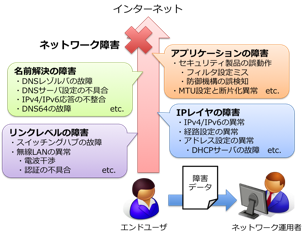 インターネット
ネットワーク障害
名前解決の障害
・DNSリゾルバの故障
・DNSサーバ設定の不具合
・IPv4/IPv6応答の不整合
・DNS64の故障 etc.
アプリケーションの障害
・セキュリティ製品の誤動作
・フィルタ設定ミス
・防御機構の誤検知
・MTU設定と断片化異常 etc.
リンクレベルの障害
・スイッチングハブの故障
・無線LANの異常
・電波干渉
・認証の不具合 etc.
IPレイヤの障害
・IPv4/IPv6の異常
・経路設定の異常
・アドレス設定の異常
・DHCPサーバの故障 etc.
障害
データ
エンドユーザ
ネットワーク運用者